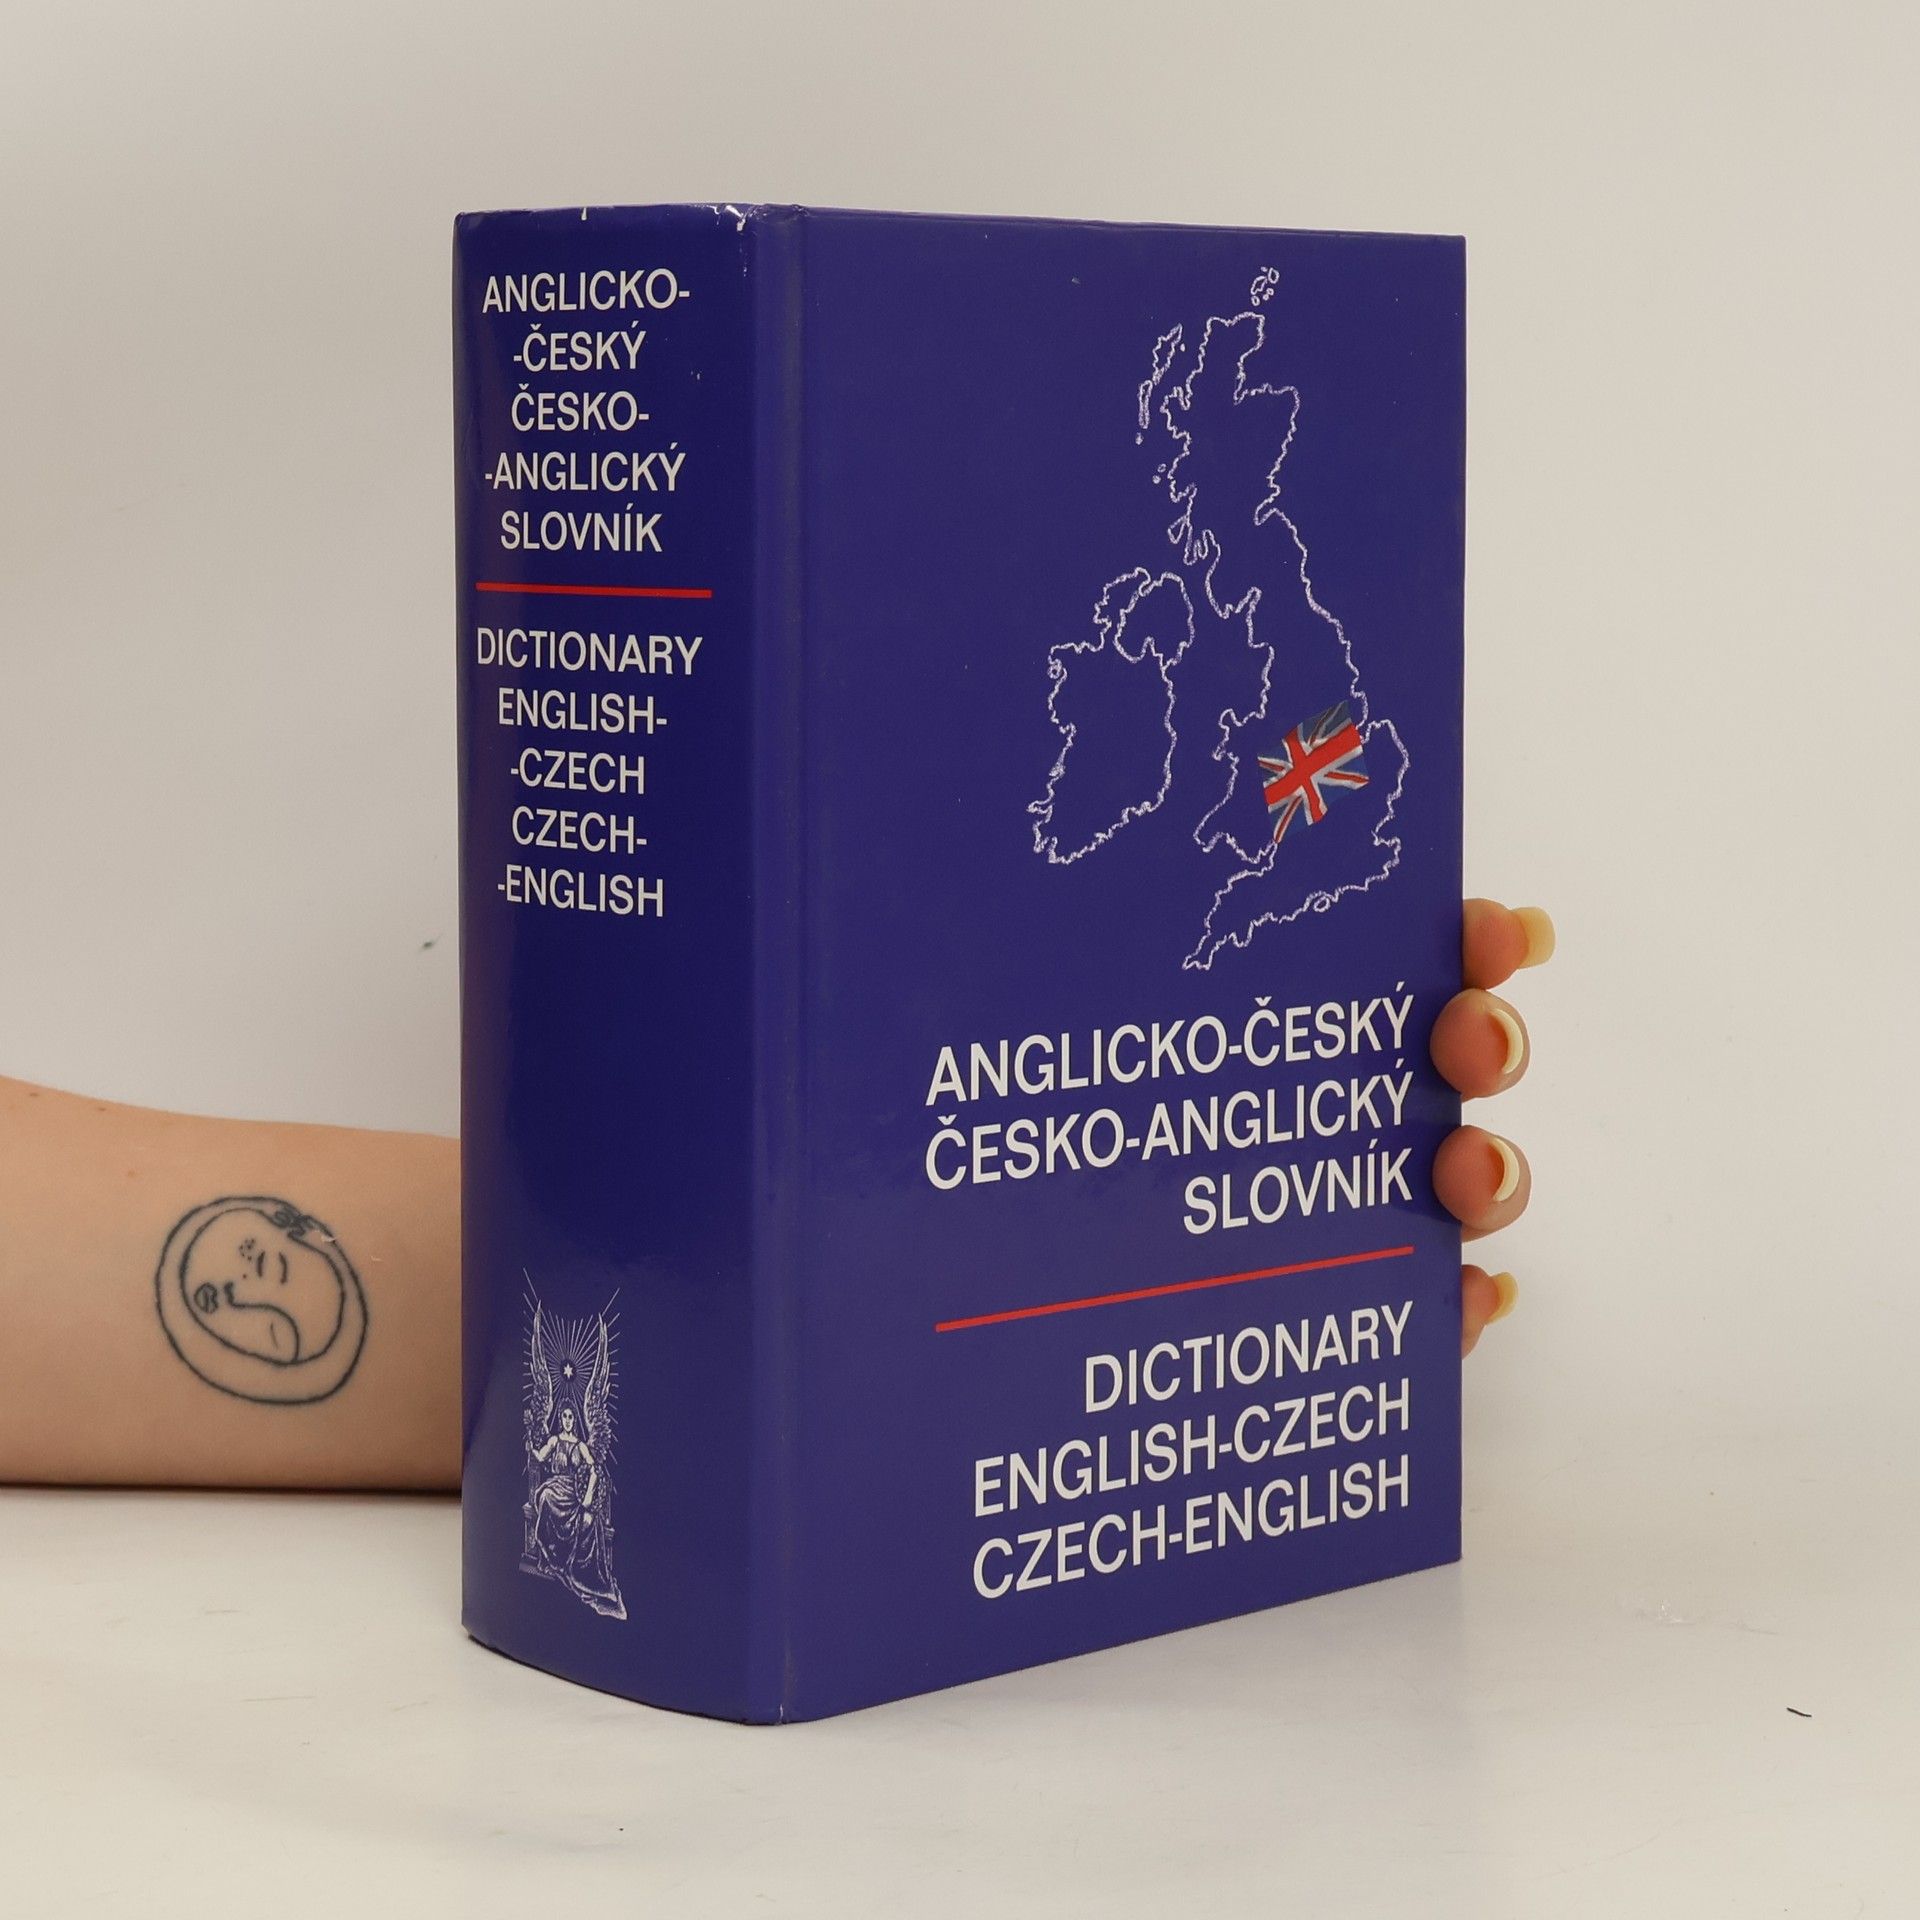 ANGLICKO-
-ČESKÝ
ČESKO-
-ANGLICKÝ
SLOVNÍK
DICTIONARY
ENGLISH-
-CZECH
CZECH-
-ENGLISH
ANGLICKO-ČESKÝ
ČESKO-ANGLICKÝ
SLOVNÍK
DICTIONARY
ENGLISH-CZECH
CZECH-ENGLISH